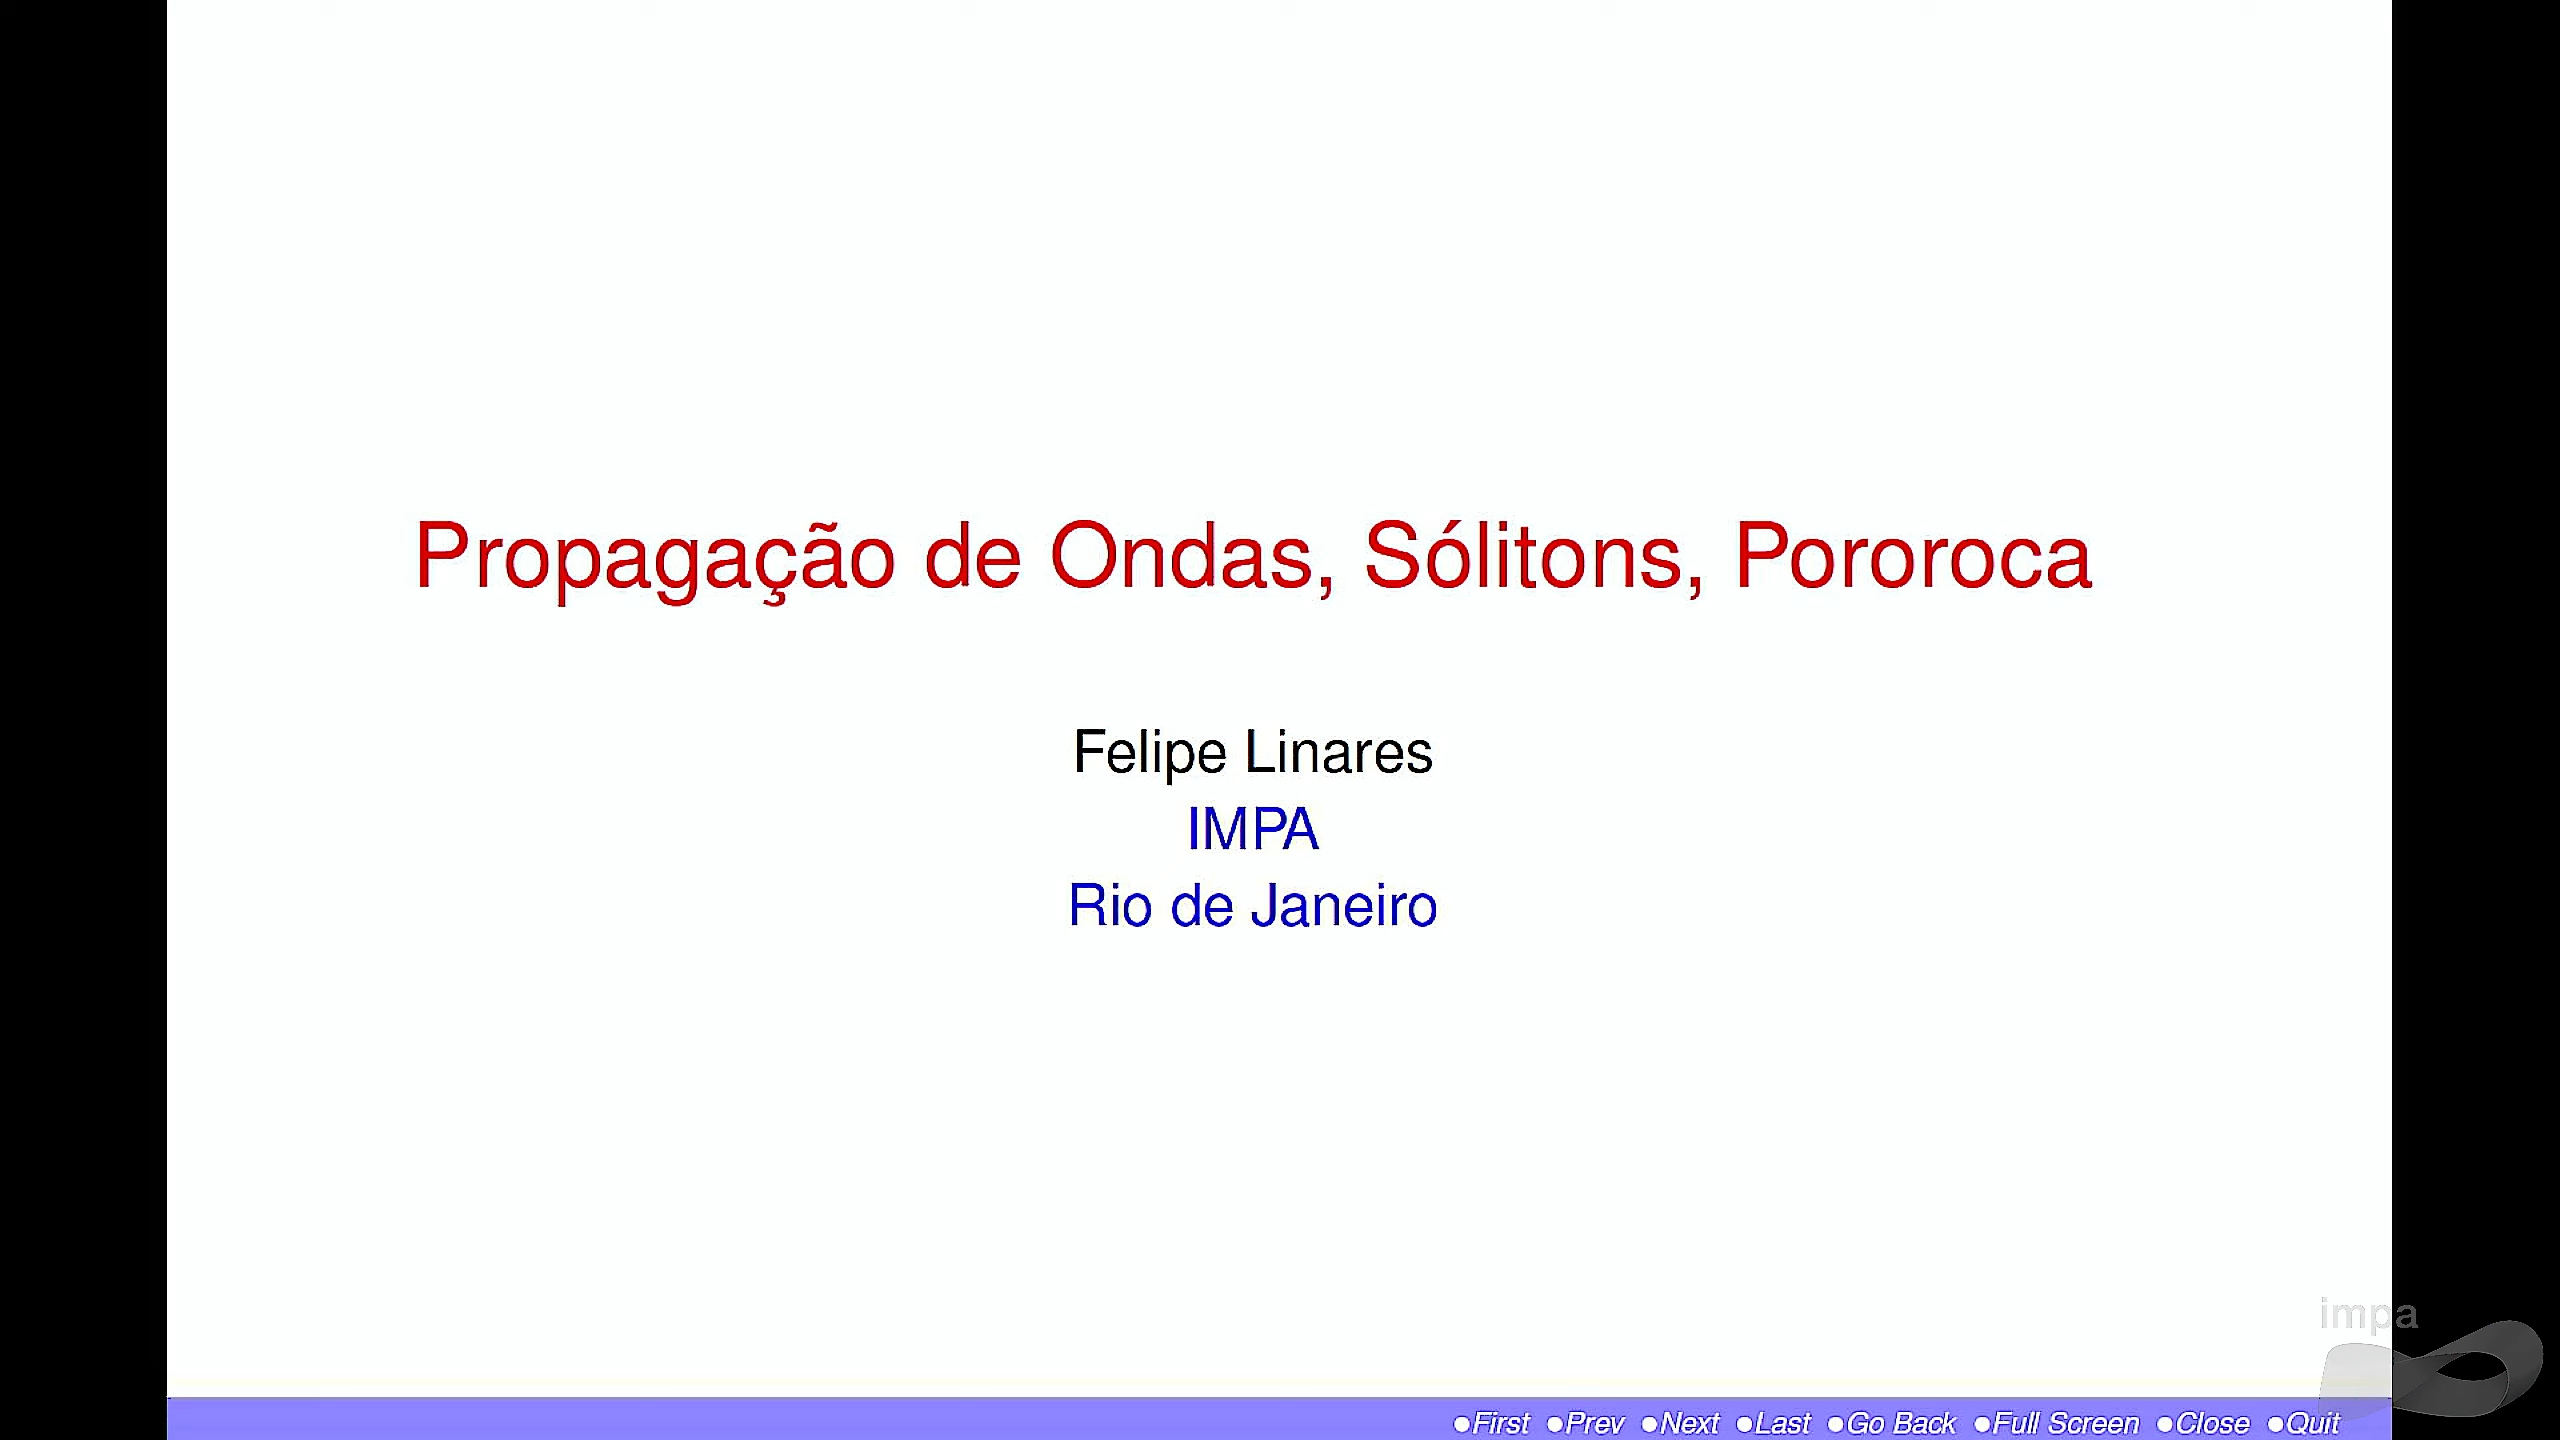 Propagação de Ondas, Sólitons, Pororoca
Felipe Linares
IMPA
Rio de Janeiro
impa
●First ●Prev ●Next ●Last ●Go Back ●Full Screen ●Close ●Quit